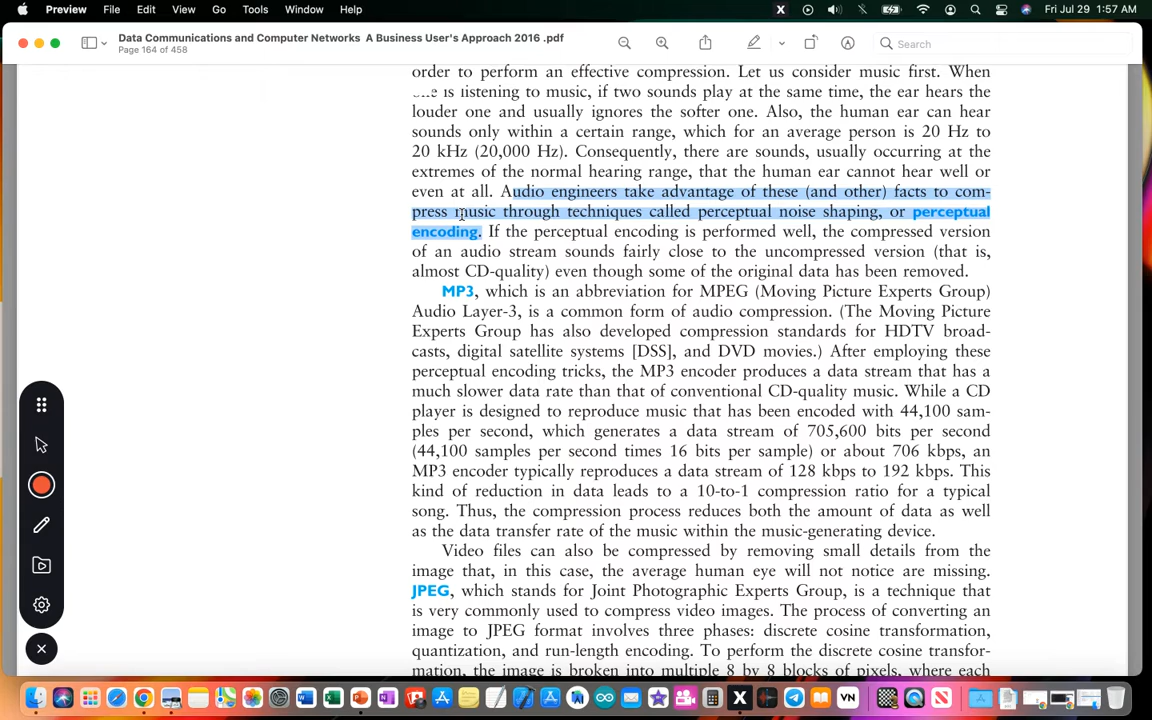 Preview File Edit View Go Tools Window Help Fri Jul 29 1:57 AM
Data Communications and Computer Networks A Business User's Approach 2016 .pdf
Page 164 of 458
Search
order to perform an effective compression. Let us consider music first. When
is listening to music, if two sounds play at the same time, the ear hears the
louder one and usually ignores the softer one. Also, the human ear can hear
sounds only within a certain range, which for an average person is 20 Hz to
20 kHz (20,000 Hz). Consequently, there are sounds, usually occurring at the
extremes of the normal hearing range, that the human ear cannot hear well or
even at all. Audio engineers take advantage of these (and other) facts to com-
press music through techniques called perceptual noise shaping, or perceptual
encoding. If the perceptual encoding is performed well, the compressed version
of an audio stream sounds fairly close to the uncompressed version (that is,
almost CD-quality) even though some of the original data has been removed.
MP3, which is an abbreviation for MPEG (Moving Picture Experts Group)
Audio Layer-3, is a common form of audio compression. (The Moving Picture
Experts Group has also developed compression standards for HDTV broad-
casts, digital satellite systems [DSS], and DVD movies.) After employing these
perceptual encoding tricks, the MP3 encoder produces a data stream that has a
much slower data rate than that of conventional CD-quality music. While a CD
player is designed to reproduce music that has been encoded with 44,100 sam-
ples per second, which generates a data stream of 705,600 bits per second
(44,100 samples per second times 16 bits per sample) or about 706 kbps, an
MP3 encoder typically reproduces a data stream of 128 kbps to 192 kbps. This
kind of reduction in data leads to a 10-to-1 compression ratio for a typical
song. Thus, the compression process reduces both the amount of data as well
as the data transfer rate of the music within the music-generating device.
Video files can also be compressed by removing small details from the
image that, in this case, the average human eye will not notice are missing.
JPEG, which stands for Joint Photographic Experts Group, is a technique that
is very commonly used to compress video images. The process of converting an
image to JPEG format involves three phases: discrete cosine transformation,
quantization, and run-length encoding. To perform the discrete cosine transfor-
mation, the image is broken into multiple 8 by 8 blocks of pixels, where each